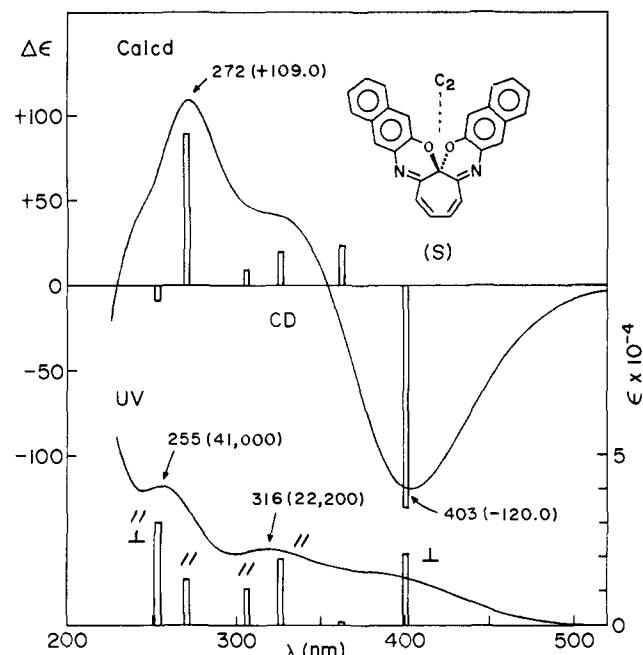 Δϵ
Calcd
272 (+109.0)
C₂
+100
O O
N N
+50
(S)
0
CD
-50
UV
ϵ x 10⁻⁴
255 (41,000)
5
-100
316 (22,200)
403 (-120.0)
//
⊥
//
//
//
⊥
0
200 300 400 500
λ (nm)